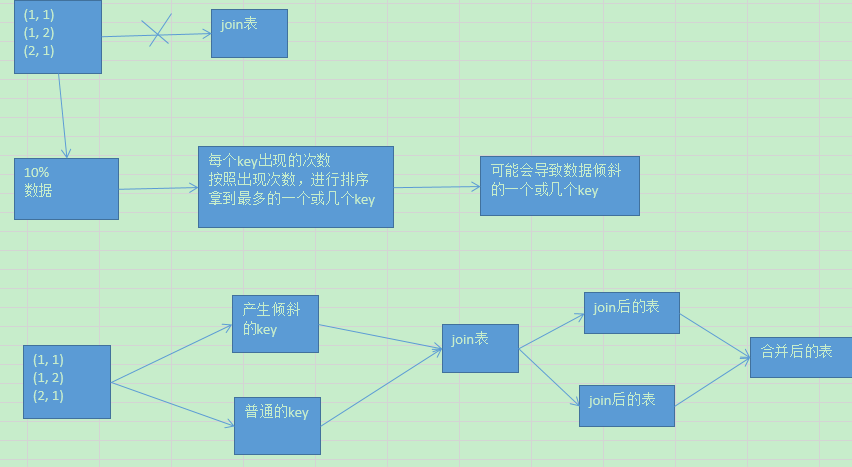 (1, 1)
(1, 2)
(2, 1)
join表
10%
数据
每个key出现的次数
按照出现次数，进行排序
拿到最多的一个或几个key
可能会导致数据倾斜
的一个或几个key
(1, 1)
(1, 2)
(2, 1)
产生倾斜
的key
普通的key
join表
join后的表
join后的表
合并后的表